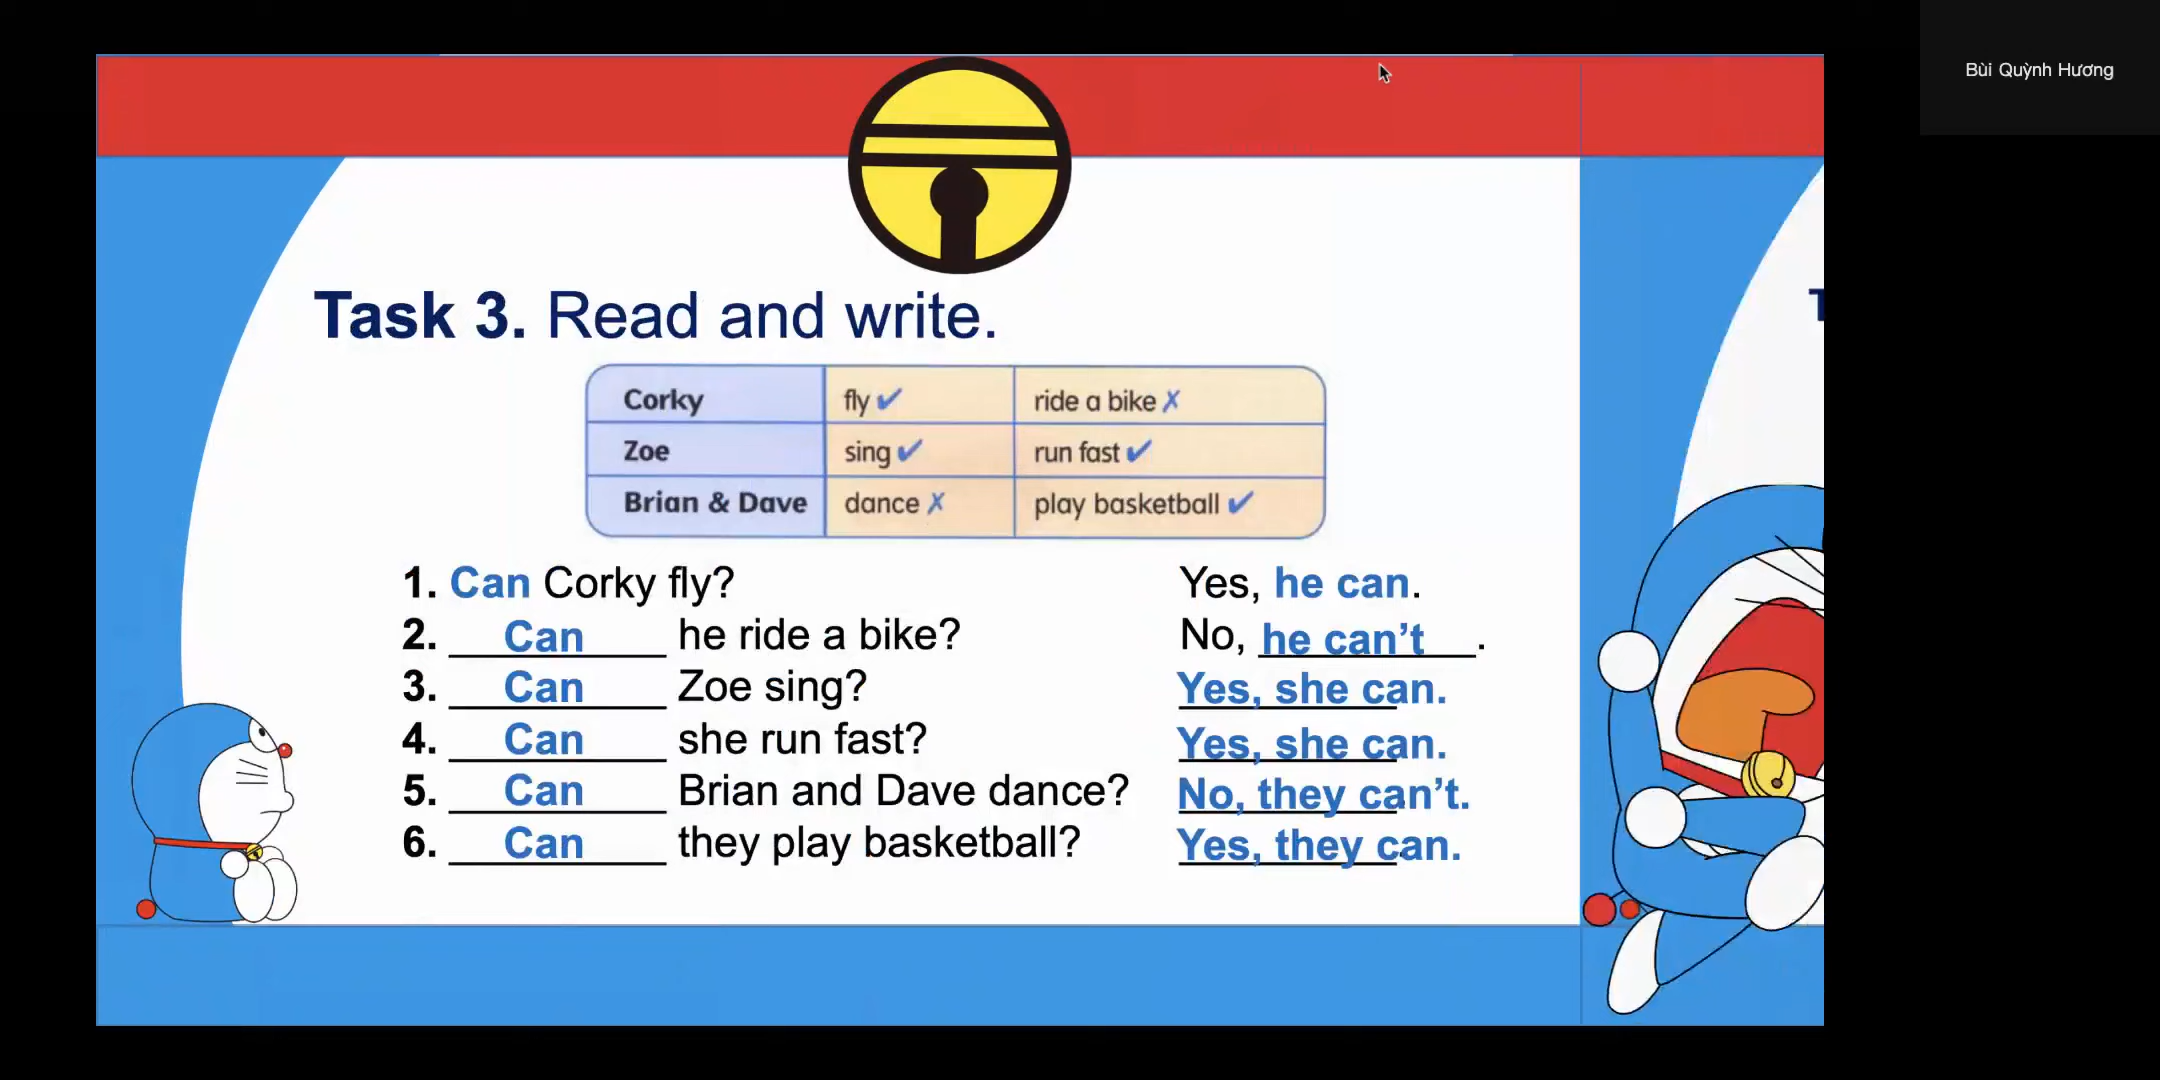 Bùi Quỳnh Hương
Task 3. Read and write.
Corky fly ✔ ride a bike ✗
Zoe sing ✔ run fast ✔
Brian & Dave dance ✗ play basketball ✔
1. Can Corky fly? Yes, he can.
2. Can he ride a bike? No, he can’t.
3. Can Zoe sing? Yes, she can.
4. Can she run fast? Yes, she can.
5. Can Brian and Dave dance? No, they can’t.
6. Can they play basketball? Yes, they can.